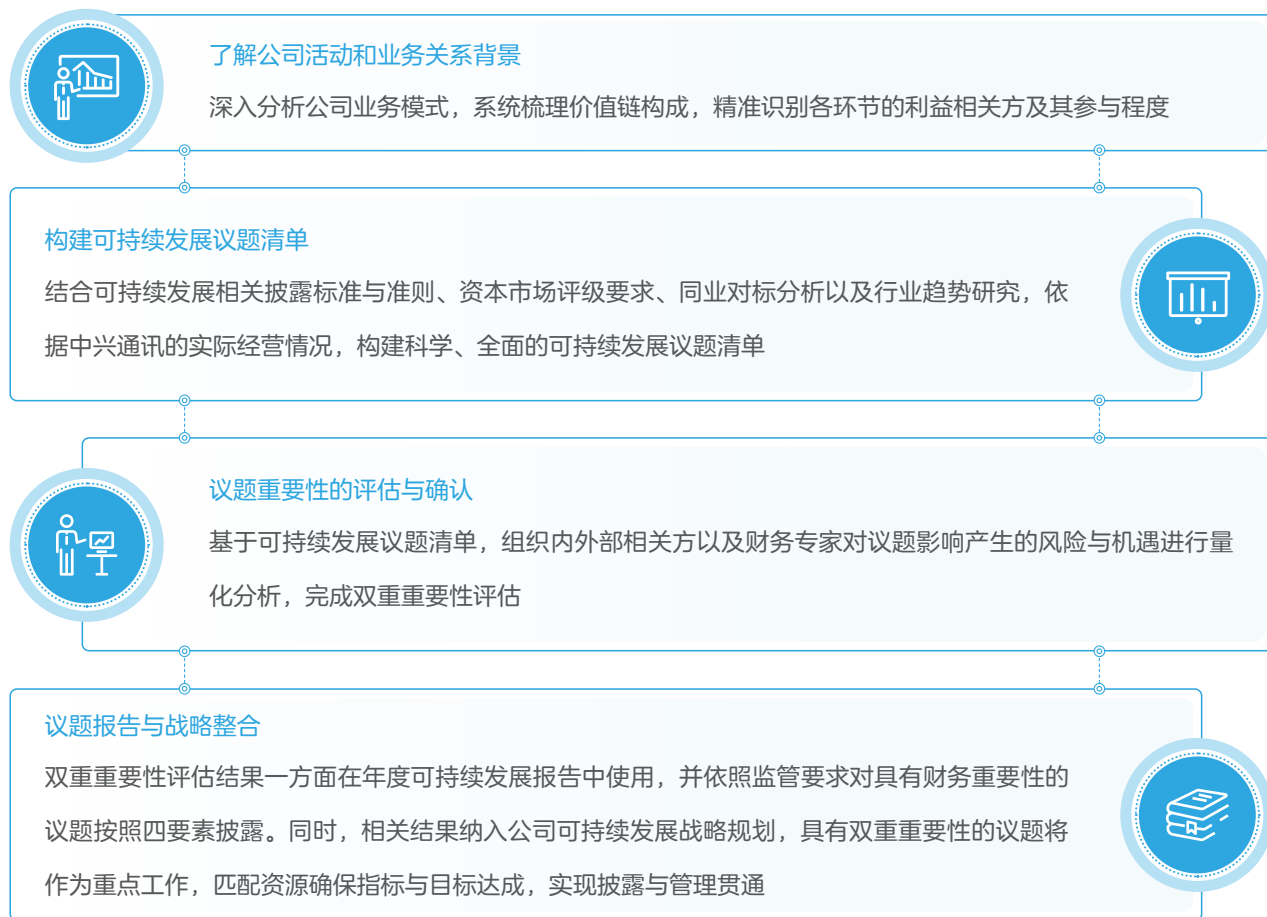 了解公司活动和业务关系背景
深入分析公司业务模式，系统梳理价值链构成，精准识别各环节的利益相关方及其参与程度
构建可持续发展议题清单
结合可持续发展相关披露标准与准则、资本市场评级要求、同业对标分析以及行业趋势研究，依
据中兴通讯的实际经营情况，构建科学、全面的可持续发展议题清单
议题重要性的评估与确认
基于可持续发展议题清单，组织内外部相关方以及财务专家对议题影响产生的风险与机遇进行量
化分析，完成双重重要性评估
议题报告与战略整合
双重重要性评估结果一方面在年度可持续发展报告中使用，并依照监管要求对具有财务重要性的
议题按照四要素披露。同时，相关结果纳入公司可持续发展战略规划，具有双重重要性的议题将
作为重点工作，匹配资源确保指标与目标达成，实现披露与管理贯通